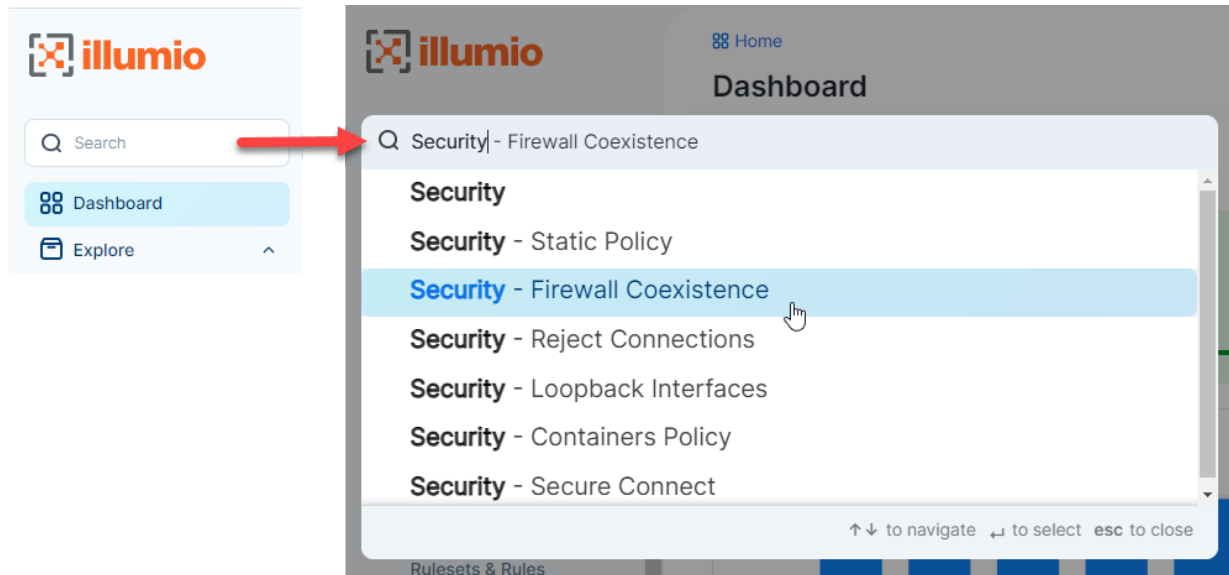 illumio
Search
Dashboard
Explore
illumio
Home
Dashboard
Security - Firewall Coexistence
Security
Security - Static Policy
Security - Firewall Coexistence
Security - Reject Connections
Security - Loopback Interfaces
Security - Containers Policy
Security - Secure Connect
↑↓ to navigate ↵ to select esc to close
Rulesets & Rules